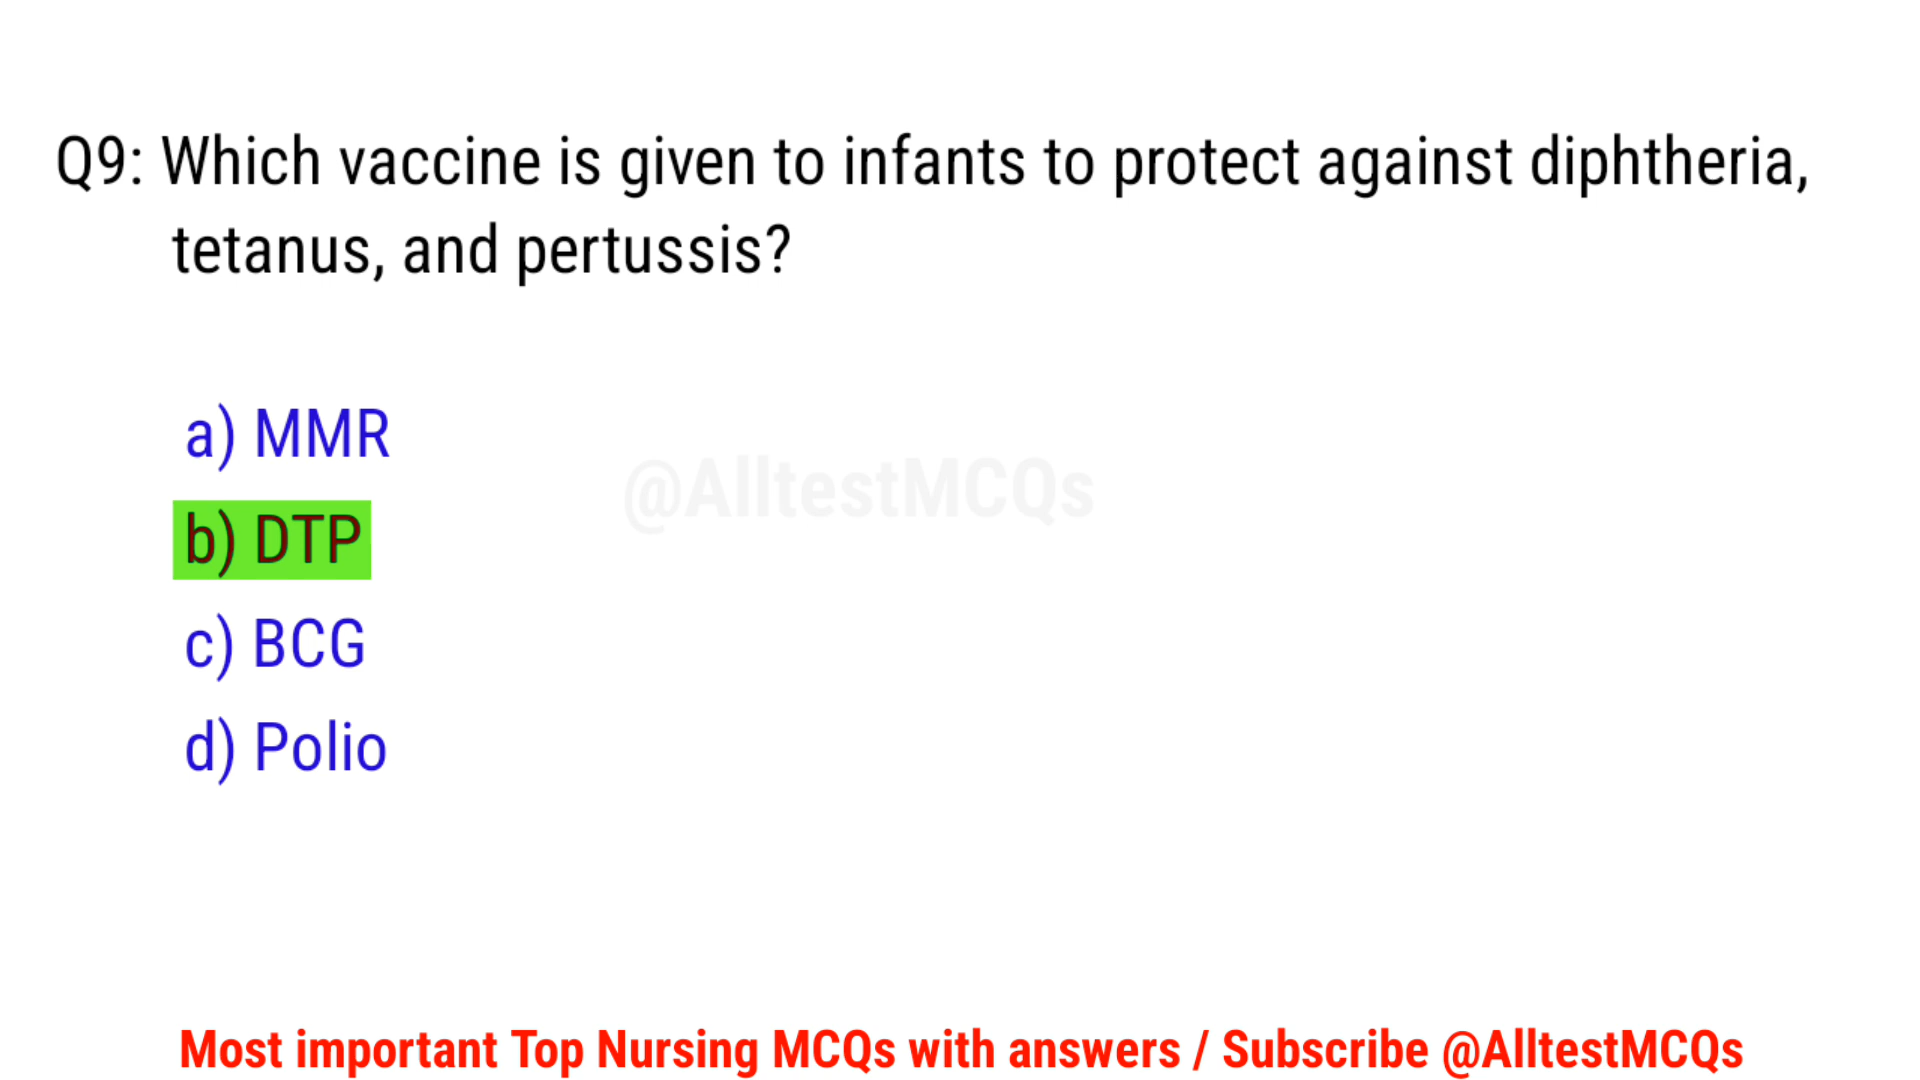 Q9: Which vaccine is given to infants to protect against diphtheria,
tetanus, and pertussis?
a) MMR
@AlltestMCQs
b) DTP
c) BCG
d) Polio
Most important Top Nursing MCQs with answers / Subscribe @AlltestMCQs